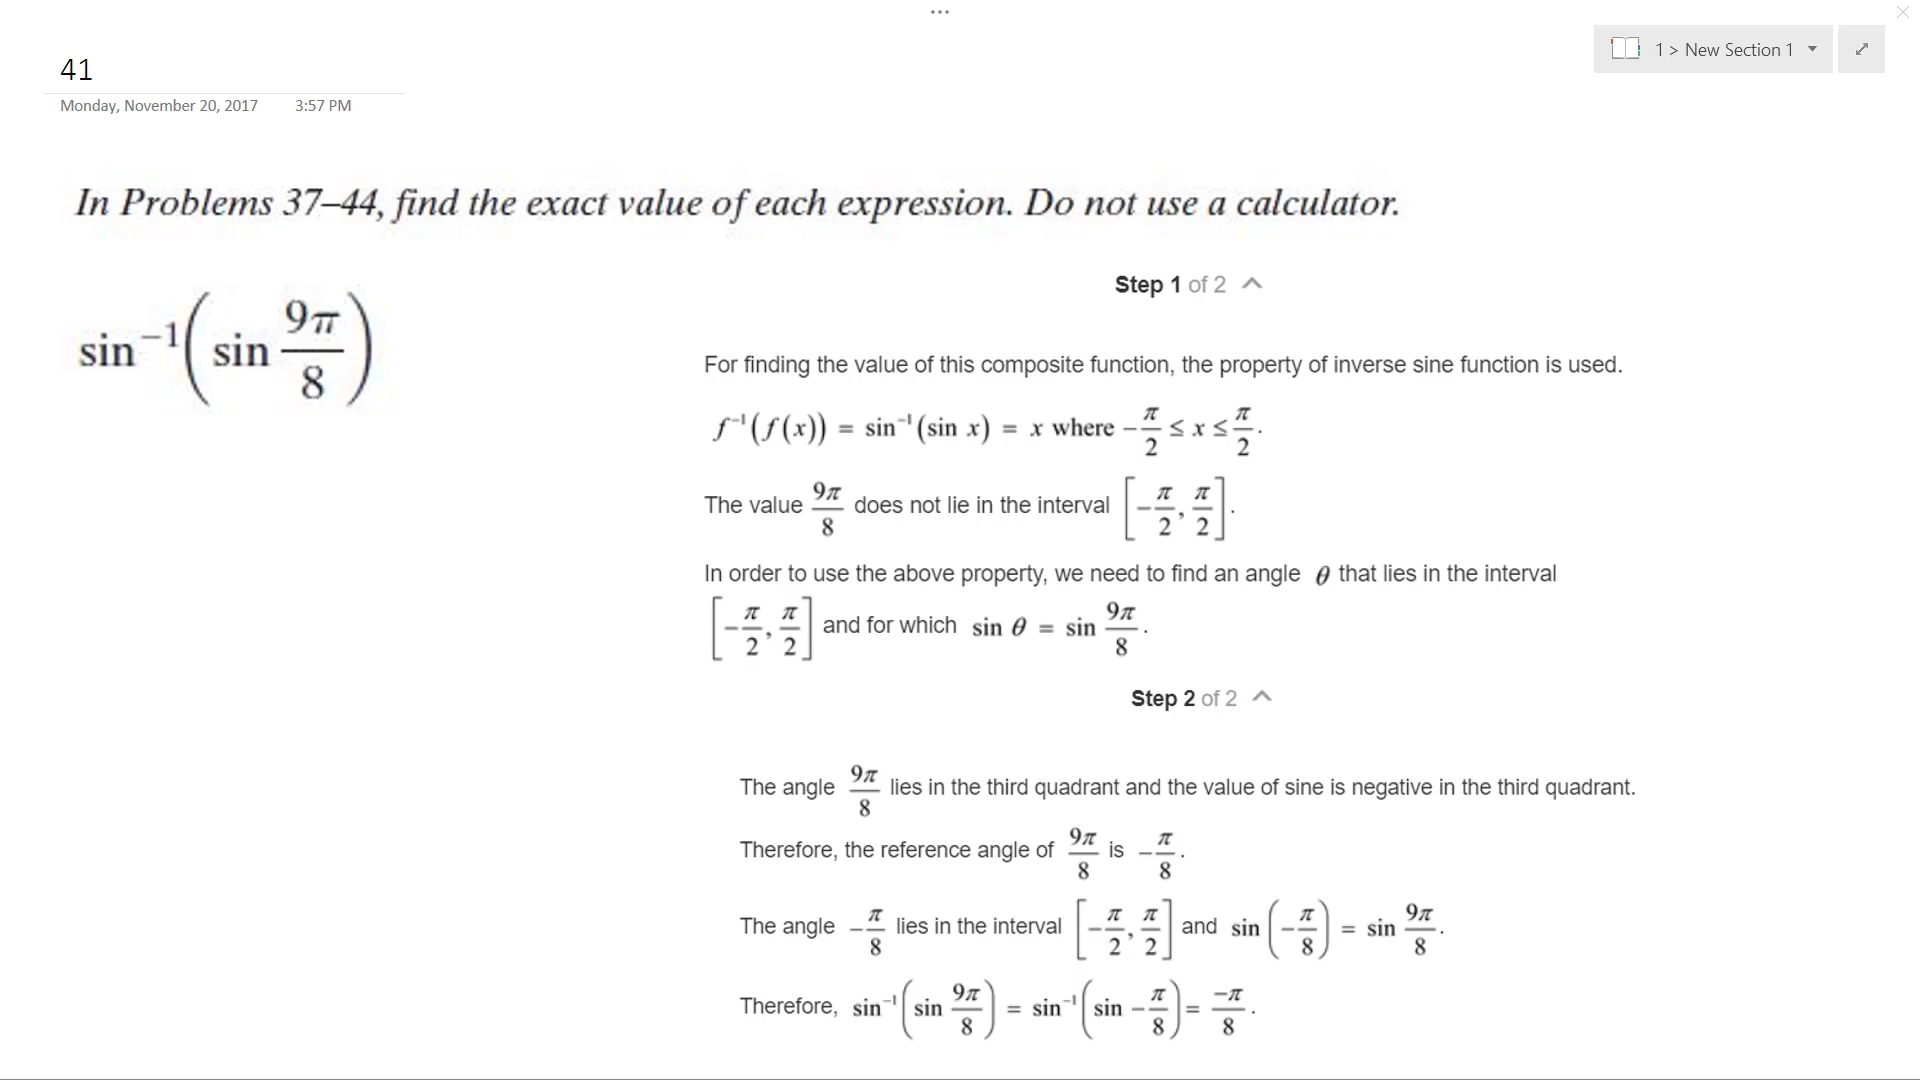 ...
1 > New Section 1
41
Monday, November 20, 2017 3:57 PM
In Problems 37–44, find the exact value of each expression. Do not use a calculator.
sin⁻¹(sin 9π/8)
Step 1 of 2
For finding the value of this composite function, the property of inverse sine function is used.
f⁻¹(f(x)) = sin⁻¹(sin x) = x where −π/2 ≤ x ≤ π/2.
The value 9π/8 does not lie in the interval [−π/2, π/2].
In order to use the above property, we need to find an angle θ that lies in the interval
[−π/2, π/2] and for which sin θ = sin 9π/8.
Step 2 of 2
The angle 9π/8 lies in the third quadrant and the value of sine is negative in the third quadrant.
Therefore, the reference angle of 9π/8 is −π/8.
The angle −π/8 lies in the interval [−π/2, π/2] and sin(−π/8) = sin 9π/8.
Therefore, sin⁻¹(sin 9π/8) = sin⁻¹(sin −π/8) = −π/8.